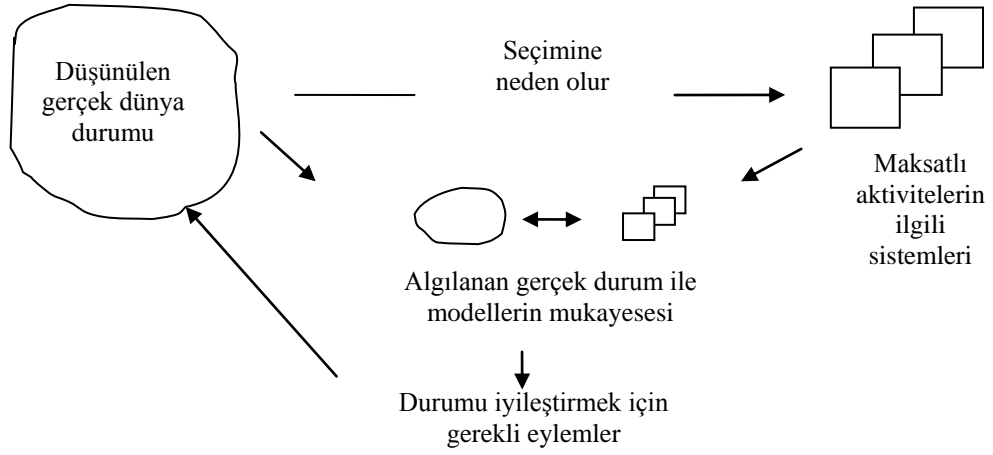 Düşünülen
gerçek dünya
durumu
Seçimine
neden olur
Maksatlı
aktivitelerin
ilgili
sistemleri
Algılanan gerçek durum ile
modellerin mukayesesi
Durumu iyileştirmek için
gerekli eylemler